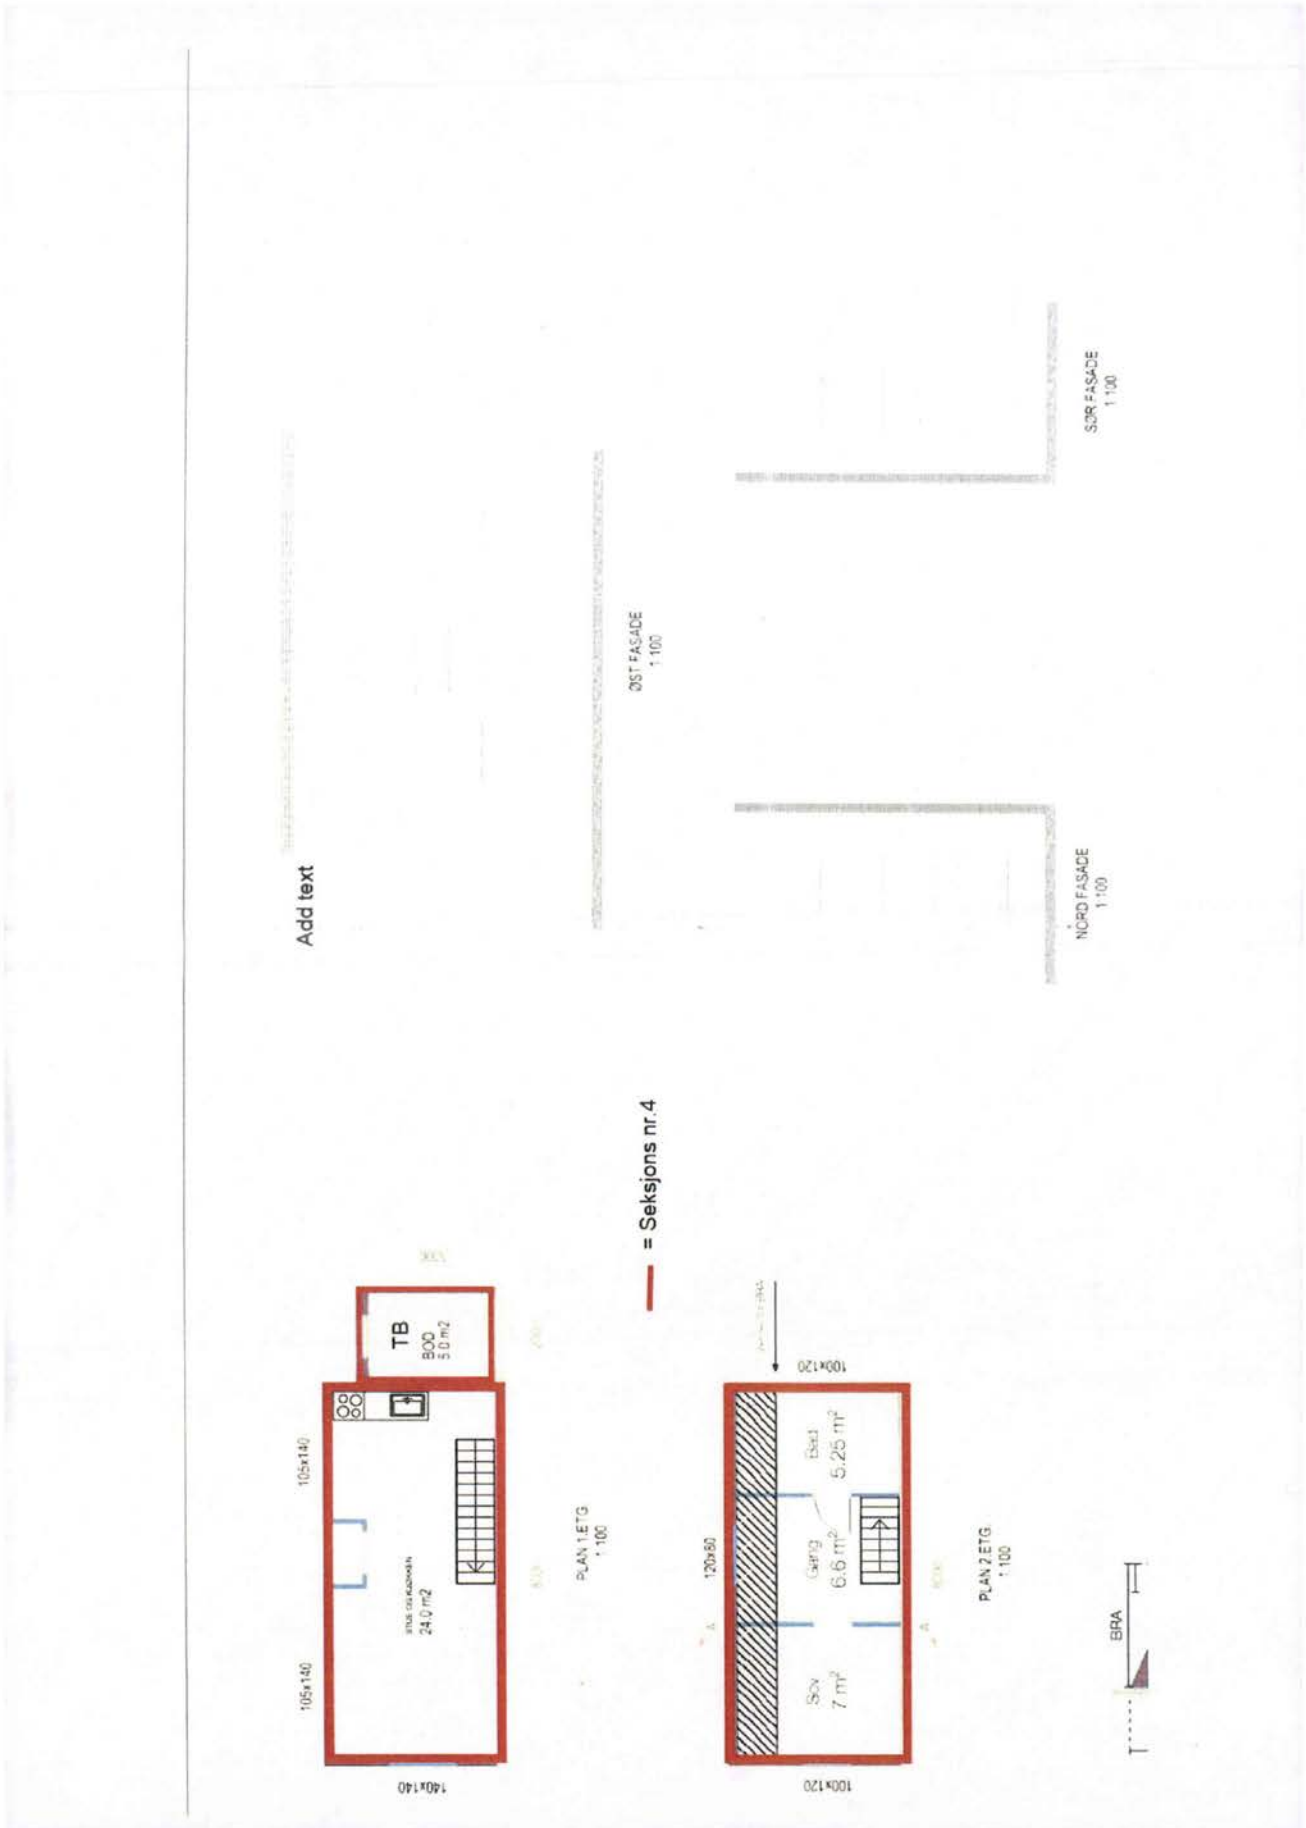 Add text
ØST FASADE
1:100
NORD FASADE
1:100
SØR FASADE
1:100
= Seksjons nr.4
105x140
105x140
140x140
TB
BOD
5.0 m2
24.0 m2
PLAN 1.ETG
1:100
120x80
100x120
100x120
Sov
7 m²
Gang
6.6 m²
Bad
5.25 m²
A
A
PLAN 2.ETG.
1:100
BRA